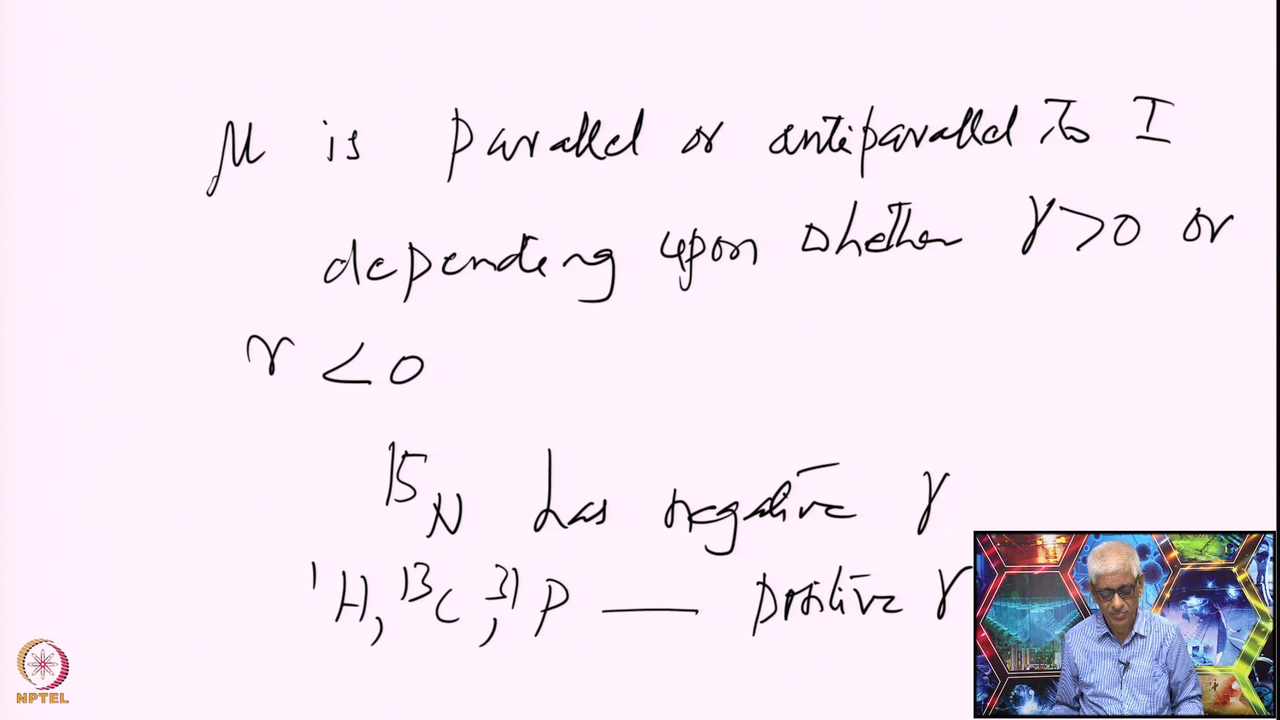 μ is parallel or antiparallel to I
depending upon whether γ>0 or
γ < 0
¹⁵N has negative γ
¹H, ¹³C, ³¹P — positive γ
NPTEL